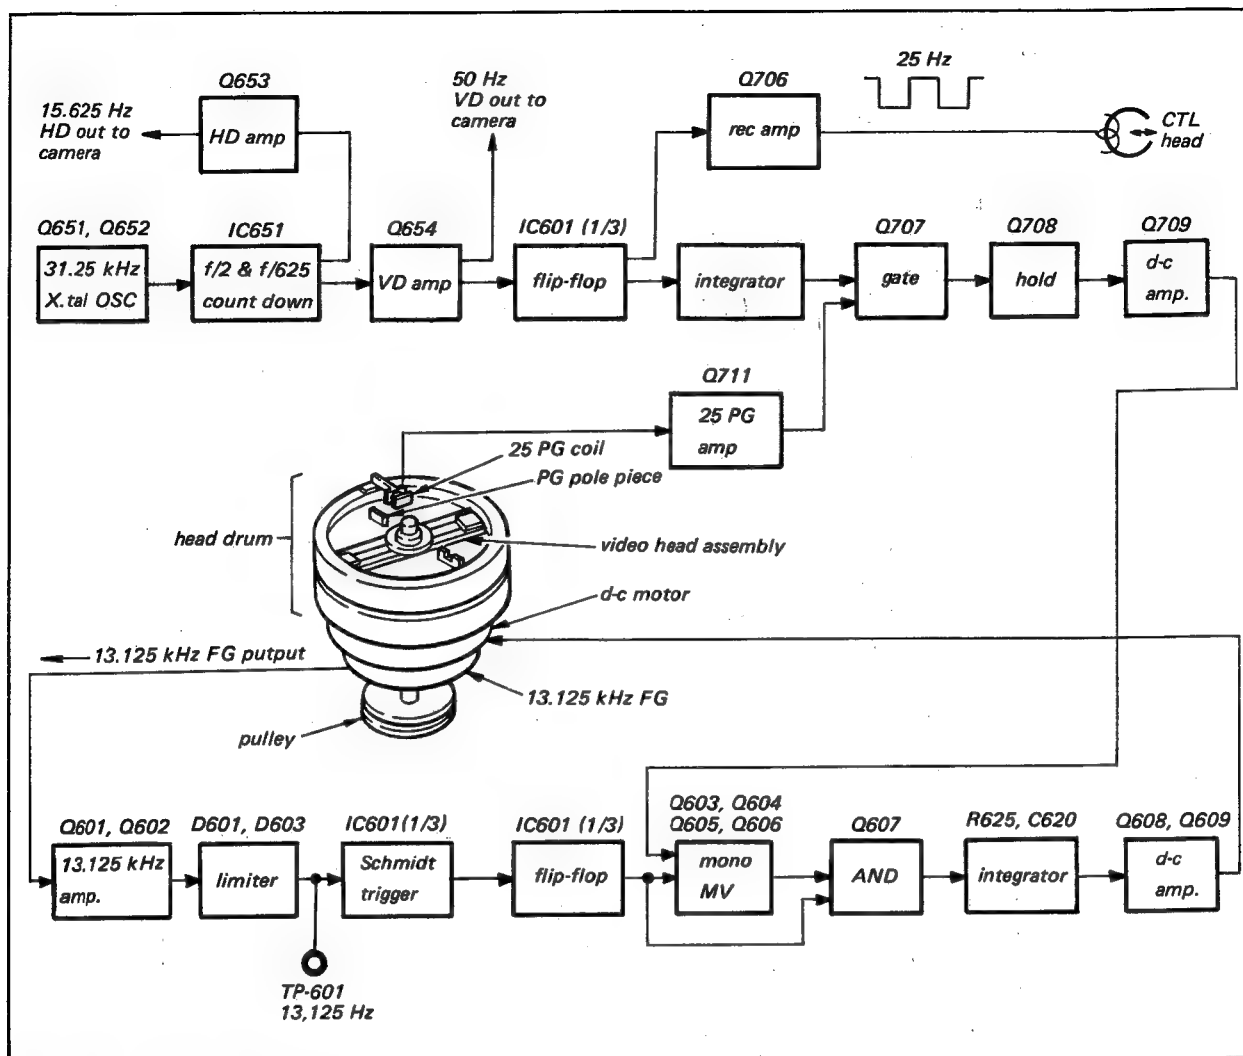 Q653
50 Hz
VD out to
camera
Q706
25 Hz
15.625 Hz
HD out to
camera
HD amp
rec amp
CTL
head
Q651, Q652
IC651
Q654
IC601 (1/3)
Q707
Q708
Q709
31.25 kHz
X.tal OSC
f/2 & f/625
count down
VD amp
flip-flop
integrator
gate
hold
d-c
amp.
Q711
25 PG
amp
25 PG coil
PG pole piece
head drum
video head assembly
d-c motor
13.125 kHz FG putput
13.125 kHz FG
pulley
Q601, Q602
D601, D603
IC601(1/3)
IC601 (1/3)
Q603, Q604
Q605, Q606
Q607
R625, C620
Q608, Q609
13.125 kHz
amp.
limiter
Schmidt
trigger
flip-flop
mono
MV
AND
integrator
d-c
amp.
TP-601
13,125 Hz